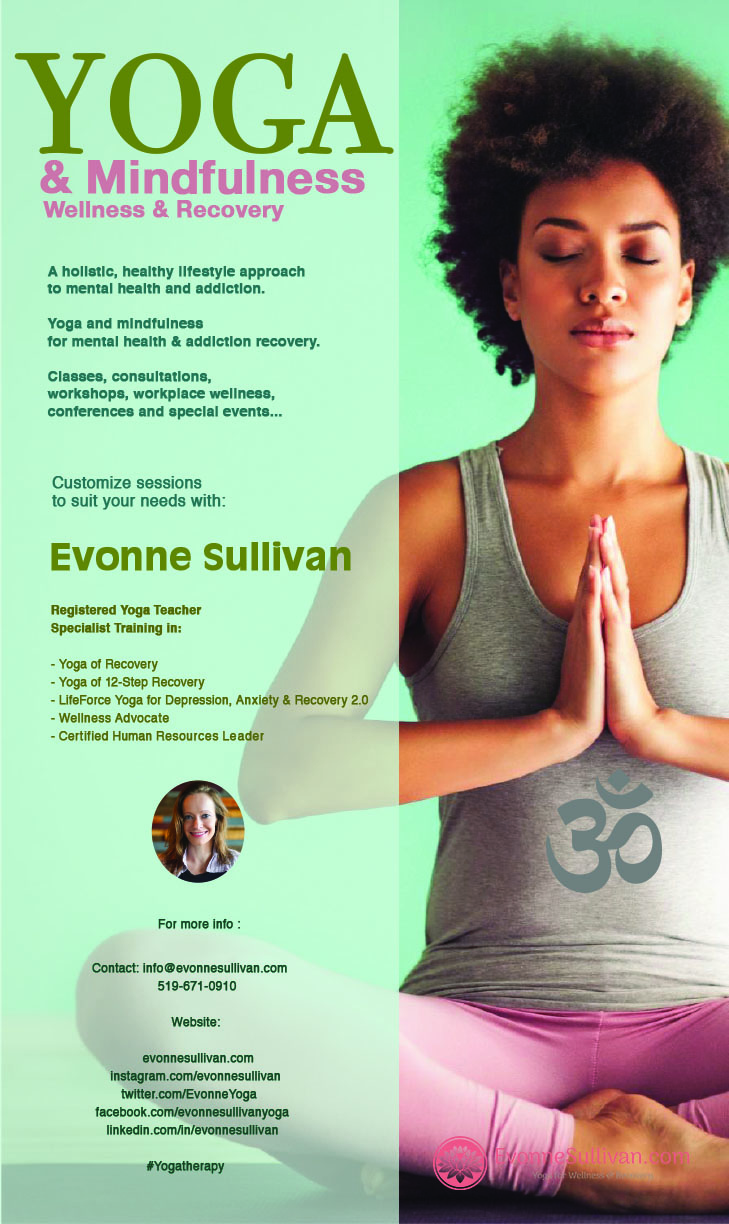 YOGA
& Mindfulness
Wellness & Recovery
A holistic, healthy lifestyle approach
to mental health and addiction.
Yoga and mindfulness
for mental health & addiction recovery.
Classes, consultations,
workshops, workplace wellness,
conferences and special events...
Customize sessions
to suit your needs with:
Evonne Sullivan
Registered Yoga Teacher
Specialist Training in:
- Yoga of Recovery
- Yoga of 12-Step Recovery
- LifeForce Yoga for Depression, Anxiety & Recovery 2.0
- Wellness Advocate
- Certified Human Resources Leader
ॐ
For more info :
Contact: info@evonnesullivan.com
519-671-0910
Website:
evonnesullivan.com
instagram.com/evonnesullivan
twitter.com/EvonneYoga
facebook.com/evonnesullivanyoga
linkedin.com/in/evonnesullivan
#Yogatherapy
EvonneSullivan.com
Yoga for Wellness &